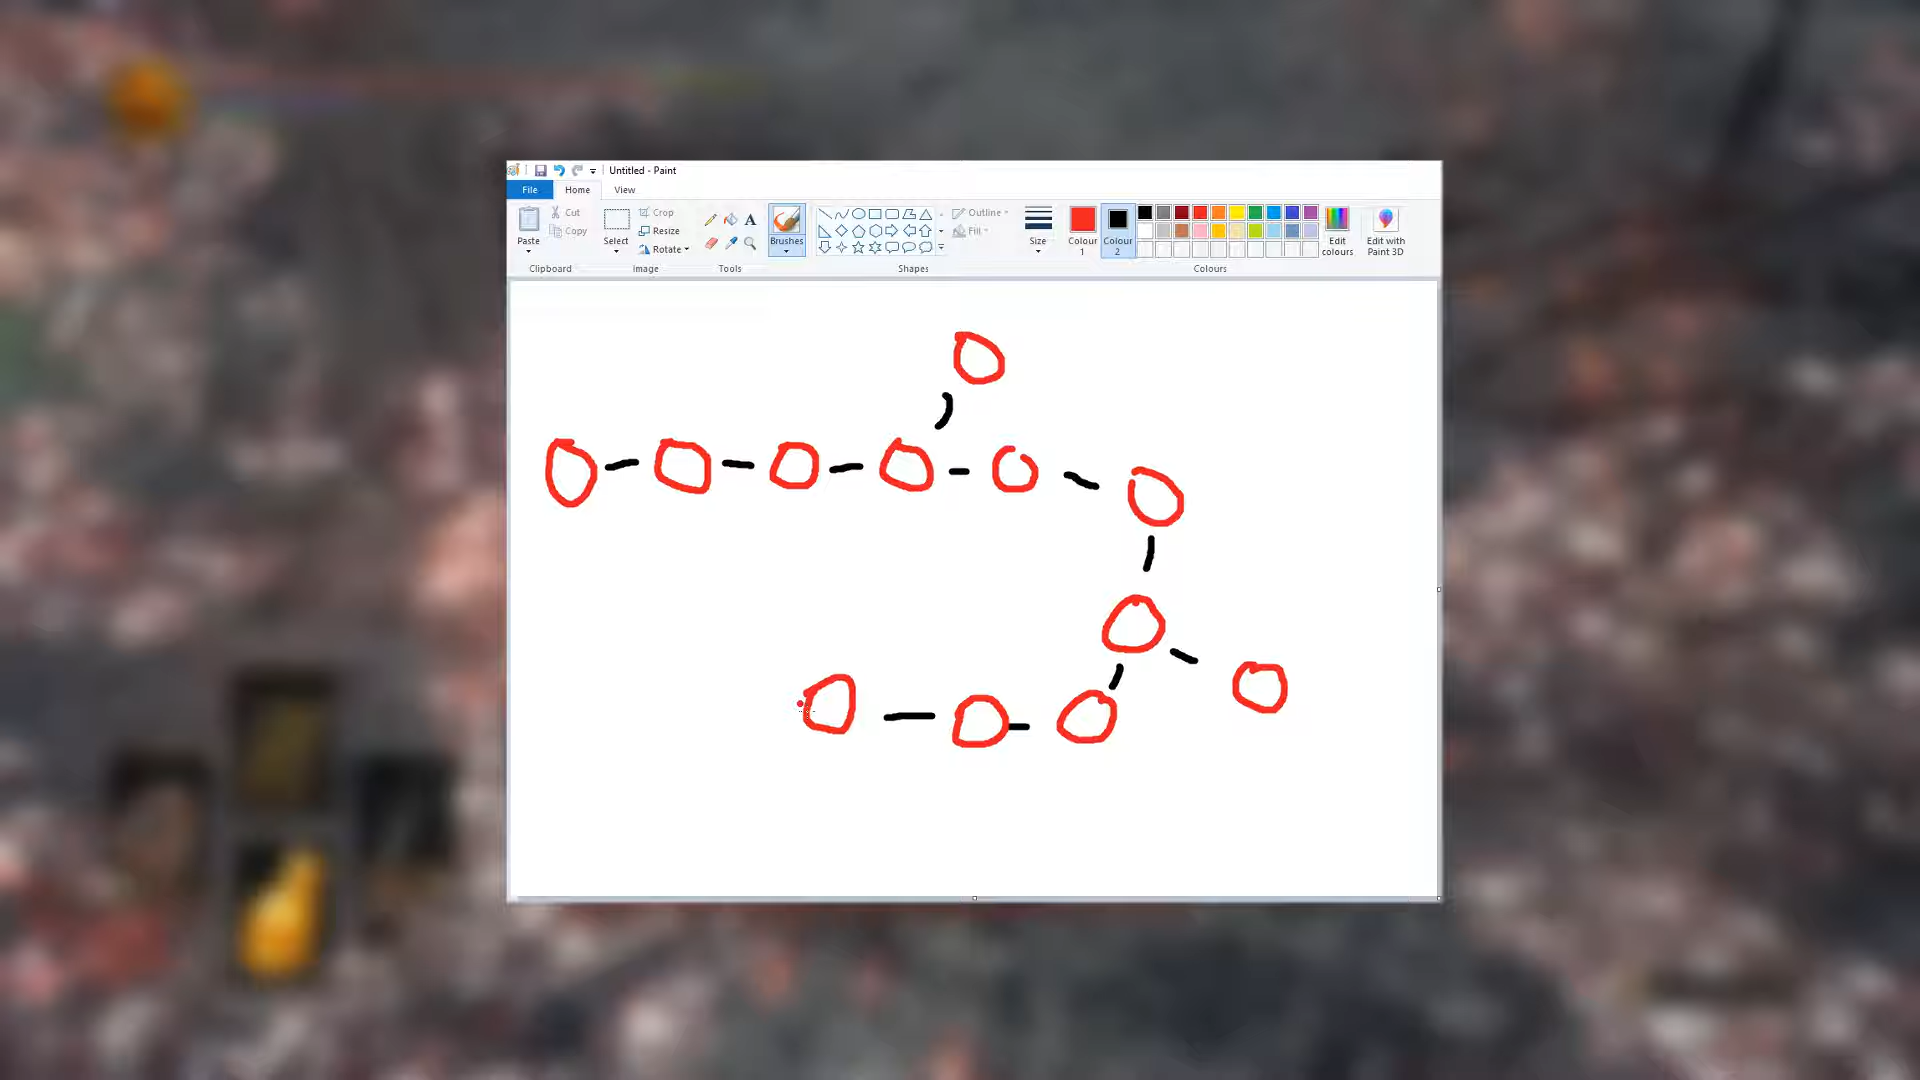 Untitled - Paint
File Home View
Paste Cut Copy
Select Crop Resize Rotate
A
Brushes
Outline
Fill
Size
Colour 1
Colour 2
Edit colours
Edit with Paint 3D
Clipboard Image Tools Shapes Colours